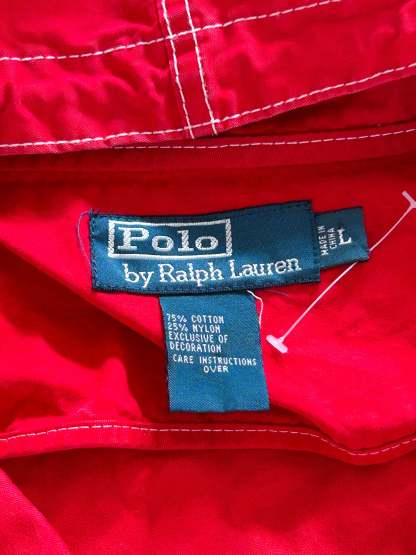 Polo
by Ralph Lauren
MADE IN
CHINA
L
75% COTTON
25% NYLON
EXCLUSIVE OF
DECORATION
CARE INSTRUCTIONS
OVER